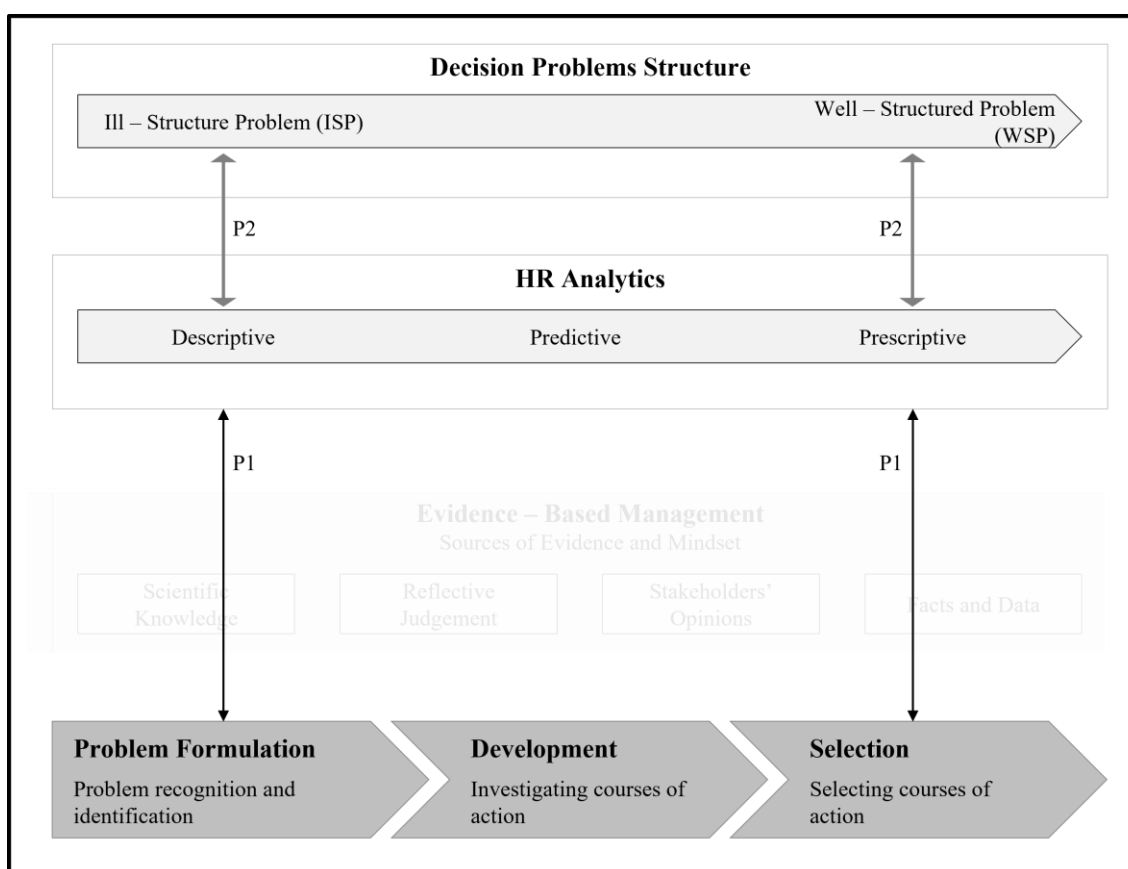 Decision Problems Structure
Ill – Structure Problem (ISP)
Well – Structured Problem
(WSP)
P2
P2
HR Analytics
Descriptive
Predictive
Prescriptive
P1
P1
Evidence – Based Management
Sources of Evidence and Mindset
Scientific
Knowledge
Reflective
Judgement
Stakeholders’
Opinions
Facts and Data
Problem Formulation
Problem recognition and
identification
Development
Investigating courses of
action
Selection
Selecting courses of
action